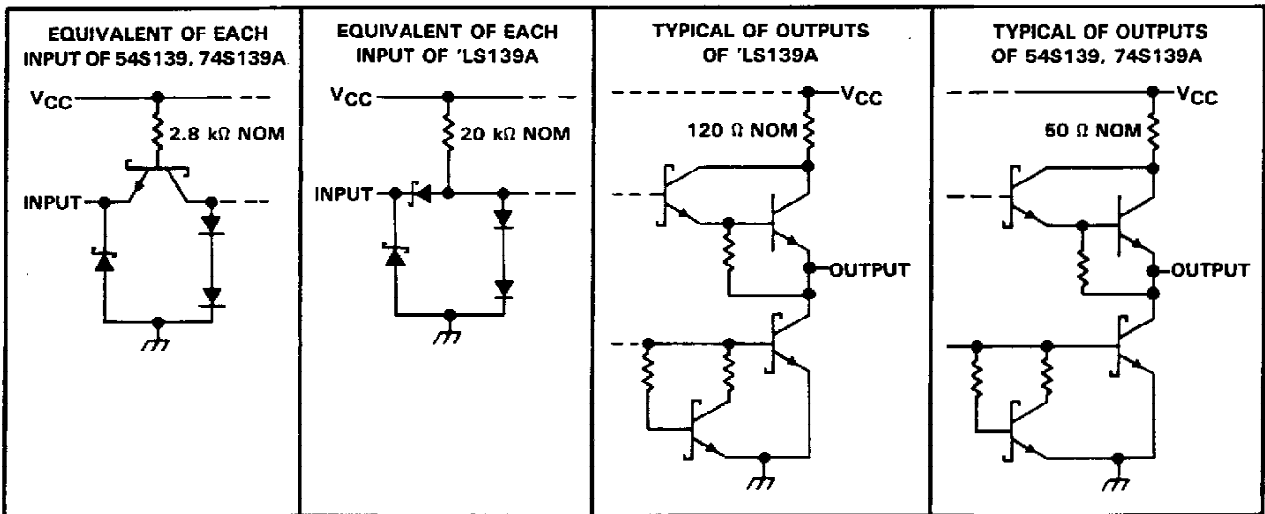 EQUIVALENT OF EACH
INPUT OF 54S139, 74S139A
VCC
2.8 kΩ NOM
INPUT
EQUIVALENT OF EACH
INPUT OF 'LS139A
VCC
20 kΩ NOM
INPUT
TYPICAL OF OUTPUTS
OF 'LS139A
VCC
120 Ω NOM
OUTPUT
TYPICAL OF OUTPUTS
OF 54S139, 74S139A
VCC
50 Ω NOM
OUTPUT